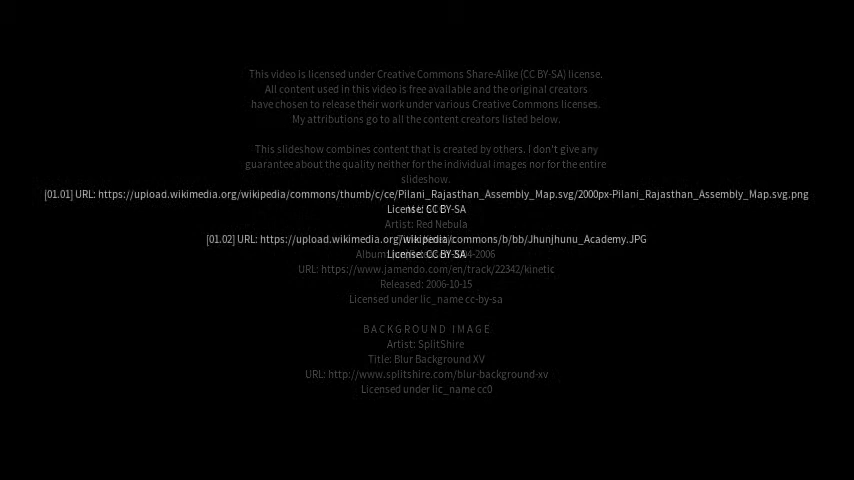 This video is licensed under Creative Commons Share-Alike (CC BY-SA) license.
All content used in this video is free available and the original creators
have chosen to release their work under various Creative Commons licenses.
My attributions go to all the content creators listed below.
This slideshow combines content that is created by others. I don't give any
guarantee about the quality neither for the individual images nor for the entire
slideshow.
[01.01] URL: https://upload.wikimedia.org/wikipedia/commons/thumb/c/ce/Pilani_Rajasthan_Assembly_Map.svg/2000px-Pilani_Rajasthan_Assembly_Map.svg.png
License: CC BY-SA
Artist: Red Nebula
[01.02] URL: https://upload.wikimedia.org/wikipedia/commons/b/bb/Jhunjhunu_Academy.JPG
License: CC BY-SA
URL: https://www.jamendo.com/en/track/22342/kinetic
Released: 2006-10-15
Licensed under lic_name cc-by-sa
BACKGROUND IMAGE
Artist: SplitShire
Title: Blur Background XV
URL: http://www.splitshire.com/blur-background-xv
Licensed under lic_name cc0